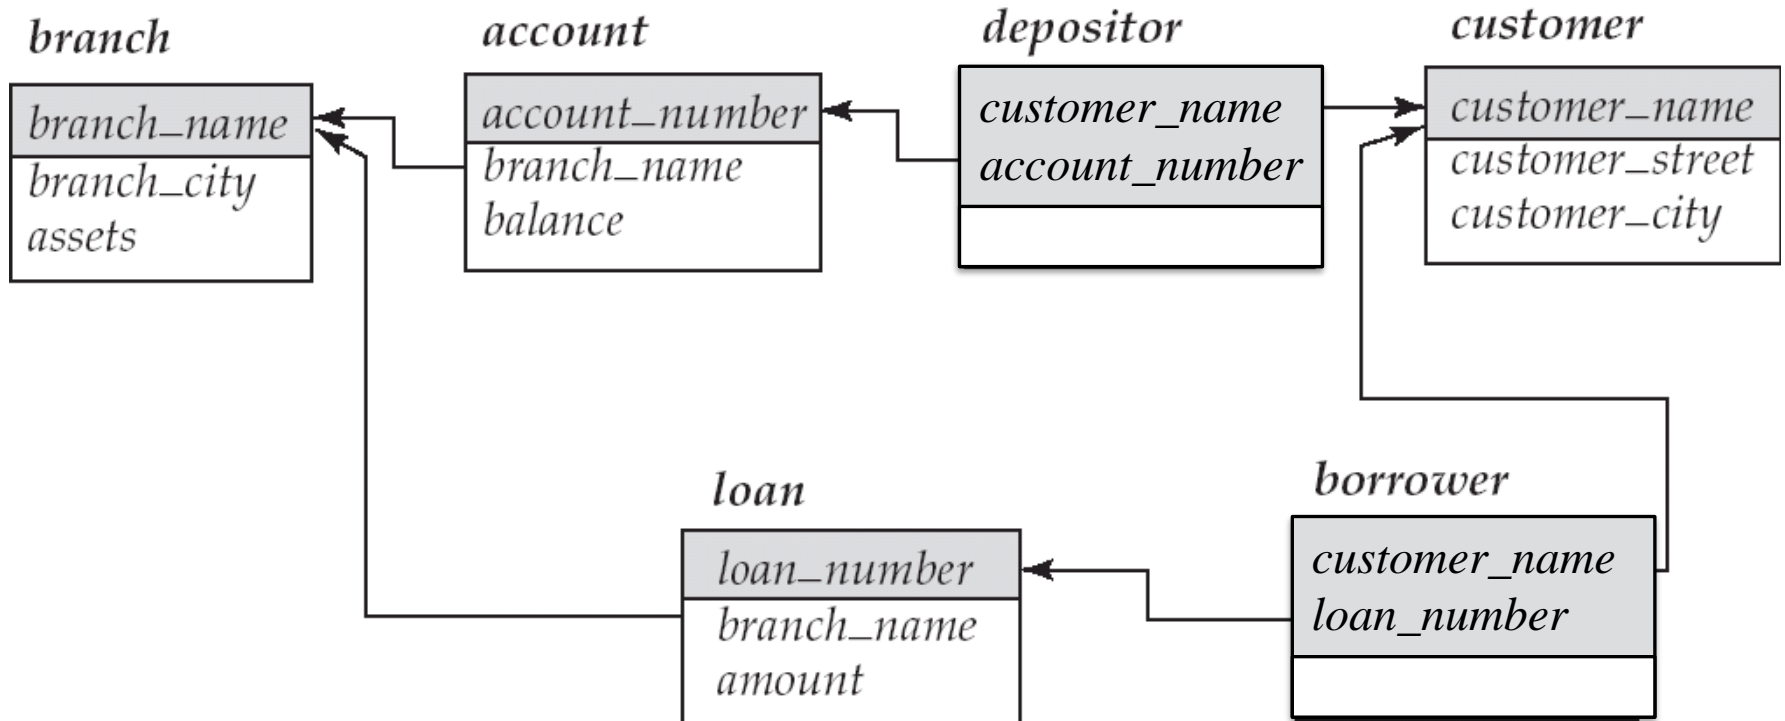 branch
branch_name
branch_city
assets
account
account_number
branch_name
balance
depositor
customer_name
account_number
customer
customer_name
customer_street
customer_city
loan
loan_number
branch_name
amount
borrower
customer_name
loan_number